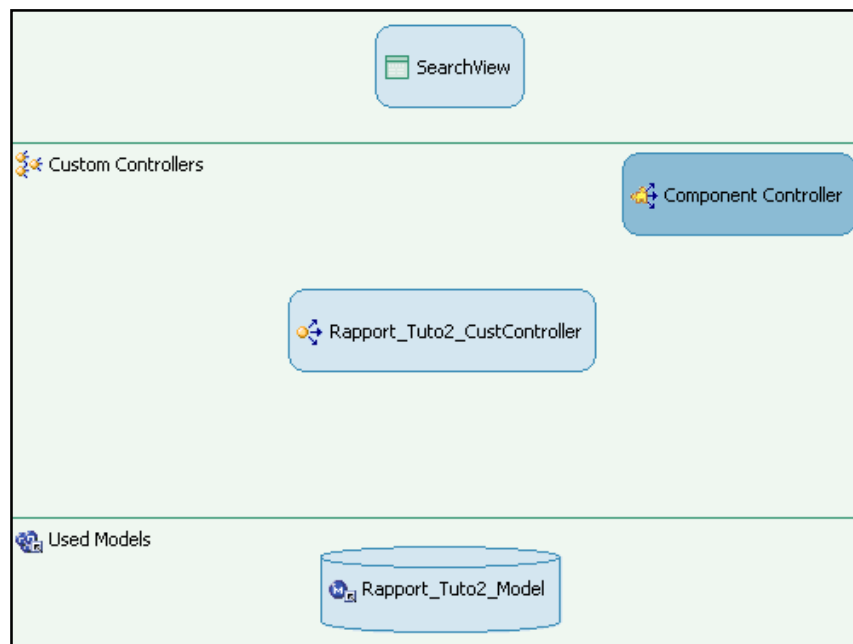 SearchView
Custom Controllers
Component Controller
Rapport_Tuto2_CustController
Used Models
Rapport_Tuto2_Model